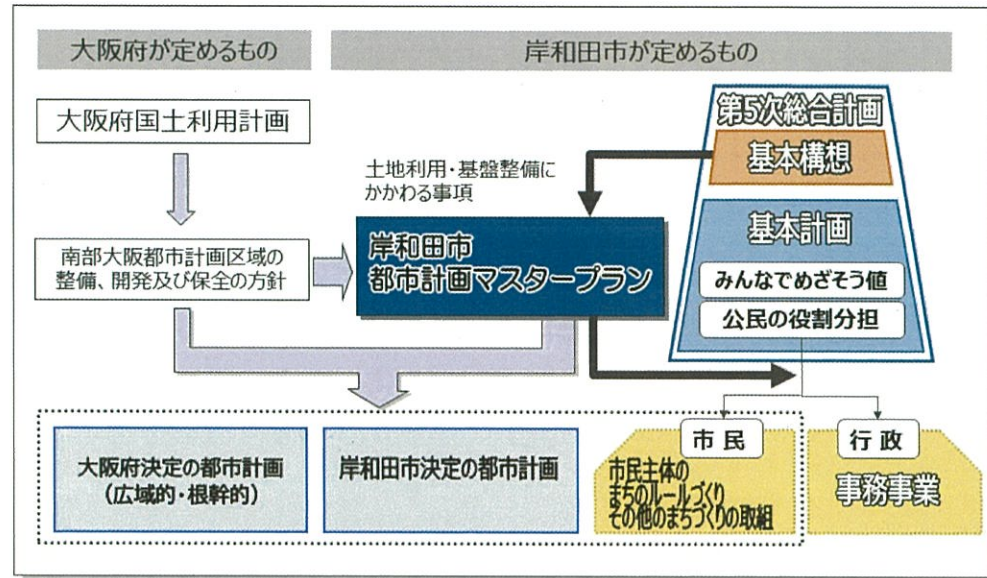 大阪府が定めるもの
岸和田市が定めるもの
大阪府国土利用計画
南部大阪都市計画区域の
整備、開発及び保全の方針
土地利用・基盤整備に
かかわる事項
岸和田市
都市計画マスタープラン
第5次総合計画
基本構想
基本計画
みんなでめざそう値
公民の役割分担
大阪府決定の都市計画
（広域的・根幹的）
岸和田市決定の都市計画
市民
市民主体の
まちのルールづくり
その他のまちづくりの取組
行政
事務事業